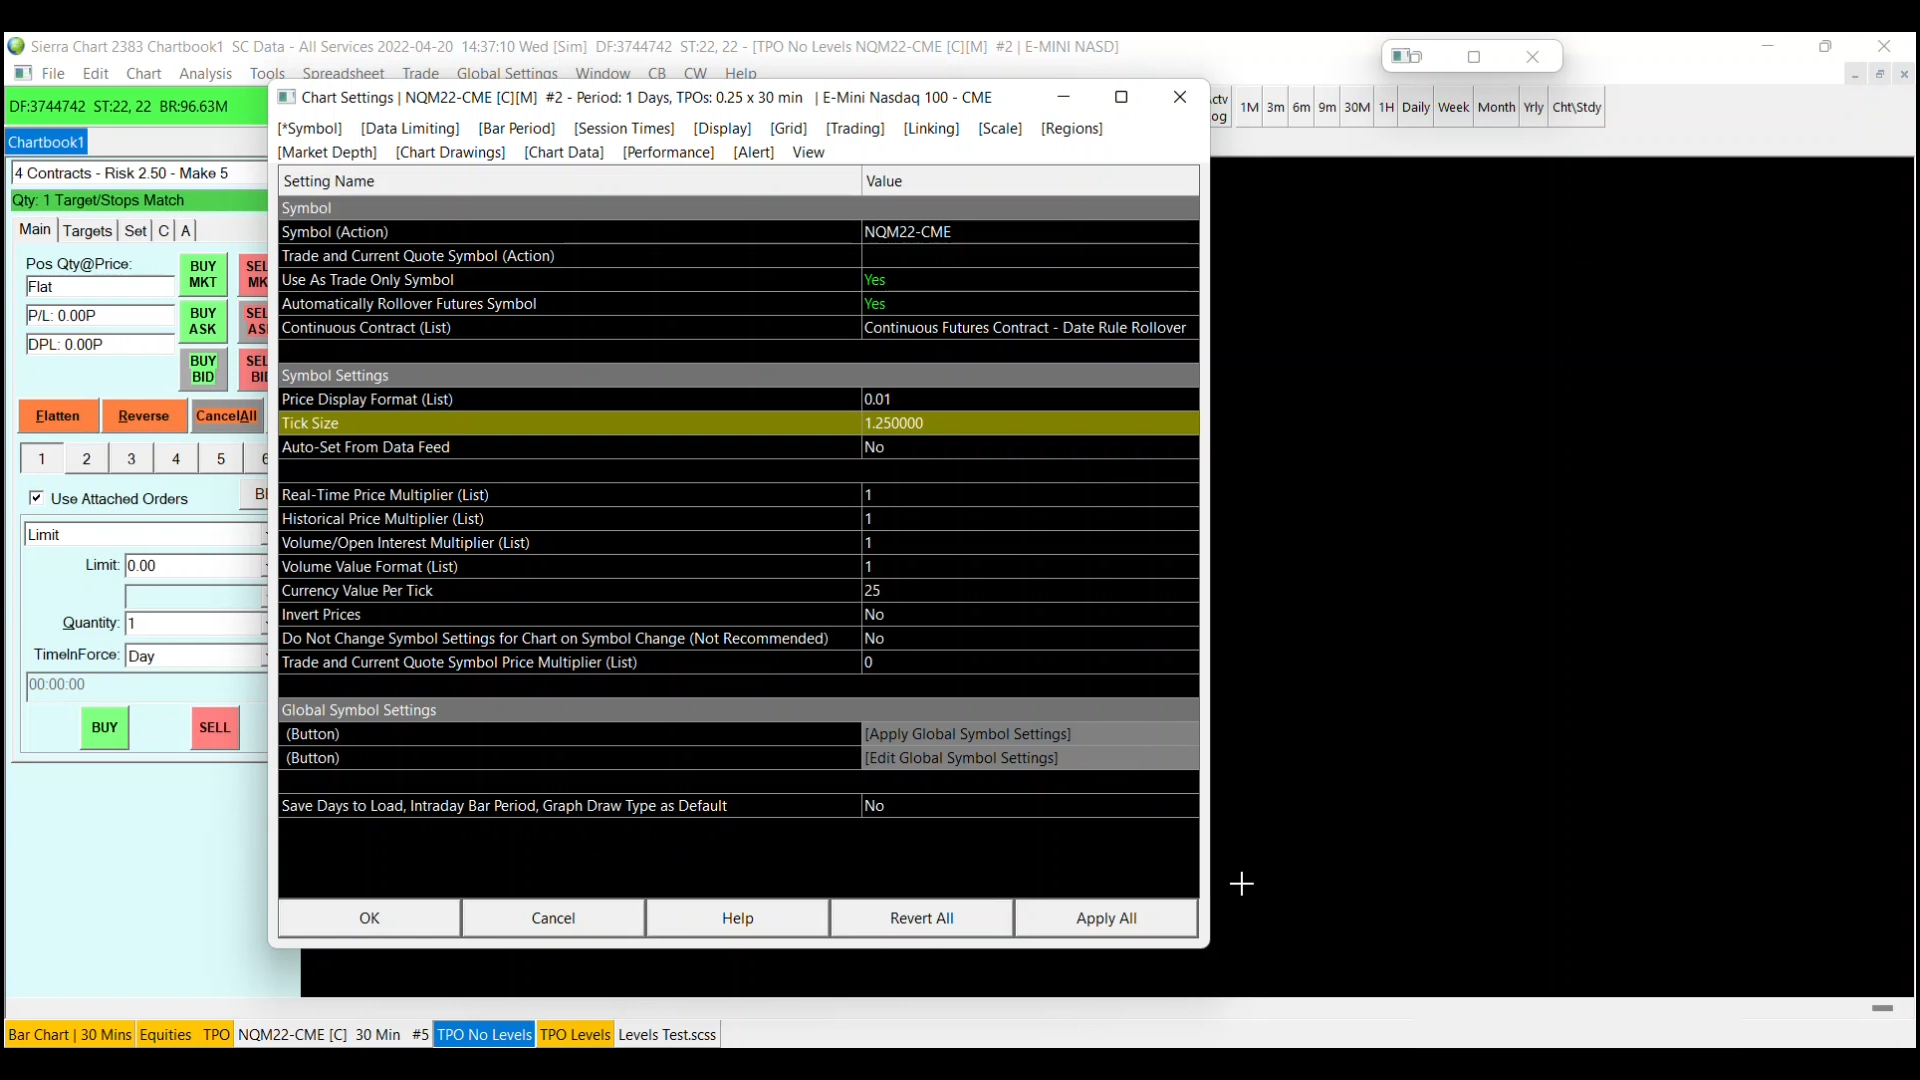 Sierra Chart 2383 Chartbook1 SC Data - All Services 2022-04-20 14:37:10 Wed [Sim] DF:3744742 ST:22, 22 - [TPO No Levels NQM22-CME [C][M] #2 | E-MINI NASD]
File Edit Chart Analysis Tools Spreadsheet Trade Global Settings Window CB CW Help
DF:3744742 ST:22, 22 BR:96.63M
1M 3m 6m 9m 30M 1H Daily Week Month Yrly Cht\Stdy
Chartbook1
4 Contracts - Risk 2.50 - Make 5
Qty: 1 Target/Stops Match
Main Targets Set C A
Pos Qty@Price:
Flat
P/L: 0.00P
DPL: 0.00P
BUY MKT
BUY ASK
BUY BID
Flatten Reverse CancelAll
1 2 3 4 5 6
Use Attached Orders
Limit
Limit: 0.00
Quantity: 1
TimeInForce: Day
00:00:00
BUY SELL
Chart Settings | NQM22-CME [C][M] #2 - Period: 1 Days, TPOs: 0.25 x 30 min | E-Mini Nasdaq 100 - CME
[*Symbol] [Data Limiting] [Bar Period] [Session Times] [Display] [Grid] [Trading] [Linking] [Scale] [Regions]
[Market Depth] [Chart Drawings] [Chart Data] [Performance] [Alert] View
Setting Name Value
Symbol
Symbol (Action) NQM22-CME
Trade and Current Quote Symbol (Action)
Use As Trade Only Symbol Yes
Automatically Rollover Futures Symbol Yes
Continuous Contract (List) Continuous Futures Contract - Date Rule Rollover
Symbol Settings
Price Display Format (List) 0.01
Tick Size 1.250000
Auto-Set From Data Feed No
Real-Time Price Multiplier (List) 1
Historical Price Multiplier (List) 1
Volume/Open Interest Multiplier (List) 1
Volume Value Format (List) 1
Currency Value Per Tick 25
Invert Prices No
Do Not Change Symbol Settings for Chart on Symbol Change (Not Recommended) No
Trade and Current Quote Symbol Price Multiplier (List) 0
Global Symbol Settings
(Button) [Apply Global Symbol Settings]
(Button) [Edit Global Symbol Settings]
Save Days to Load, Intraday Bar Period, Graph Draw Type as Default No
OK Cancel Help Revert All Apply All
Bar Chart | 30 Mins Equities TPO NQM22-CME [C] 30 Min #5 TPO No Levels TPO Levels Levels Test.scss